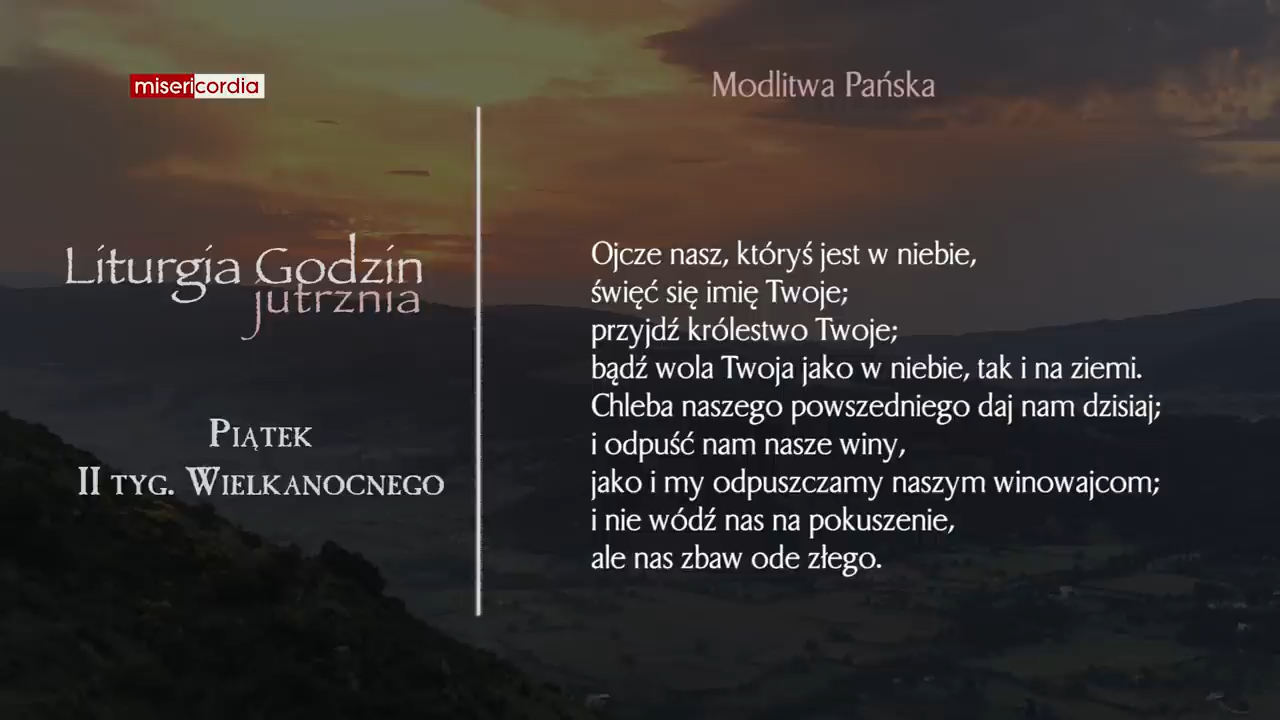 misericordia
Liturgia Godzin
jutrznia
Piątek
II tyg. Wielkanocnego
Modlitwa Pańska
Ojcze nasz, któryś jest w niebie,
święć się imię Twoje;
przyjdź królestwo Twoje;
bądź wola Twoja jako w niebie, tak i na ziemi.
Chleba naszego powszedniego daj nam dzisiaj;
i odpuść nam nasze winy,
jako i my odpuszczamy naszym winowajcom;
i nie wódź nas na pokuszenie,
ale nas zbaw ode złego.